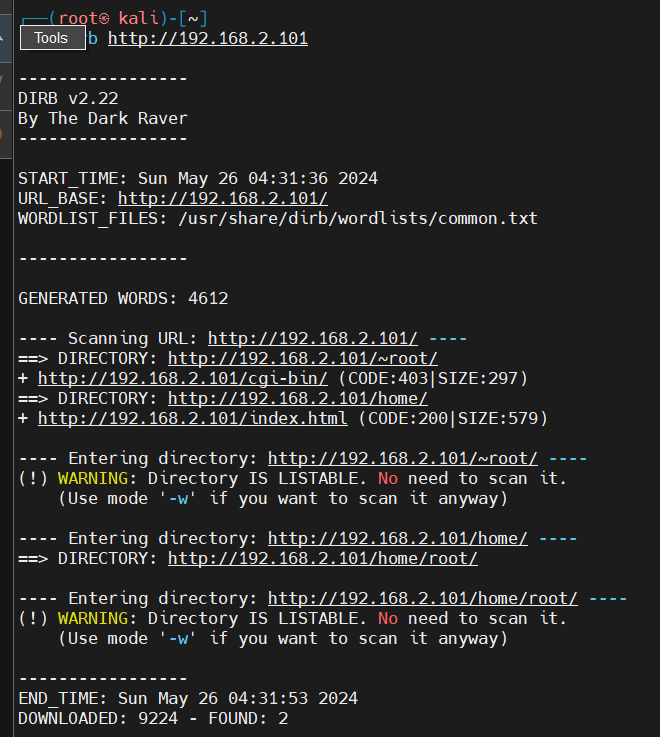 ┌──(root㉿kali)-[~]
Tools b http://192.168.2.101
-----------------
DIRB v2.22
By The Dark Raver
-----------------
START_TIME: Sun May 26 04:31:36 2024
URL_BASE: http://192.168.2.101/
WORDLIST_FILES: /usr/share/dirb/wordlists/common.txt
-----------------
GENERATED WORDS: 4612
---- Scanning URL: http://192.168.2.101/ ----
==> DIRECTORY: http://192.168.2.101/~root/
+ http://192.168.2.101/cgi-bin/ (CODE:403|SIZE:297)
==> DIRECTORY: http://192.168.2.101/home/
+ http://192.168.2.101/index.html (CODE:200|SIZE:579)
---- Entering directory: http://192.168.2.101/~root/ ----
(!) WARNING: Directory IS LISTABLE. No need to scan it.
(Use mode '-w' if you want to scan it anyway)
---- Entering directory: http://192.168.2.101/home/ ----
==> DIRECTORY: http://192.168.2.101/home/root/
---- Entering directory: http://192.168.2.101/home/root/ ----
(!) WARNING: Directory IS LISTABLE. No need to scan it.
(Use mode '-w' if you want to scan it anyway)
-----------------
END_TIME: Sun May 26 04:31:53 2024
DOWNLOADED: 9224 - FOUND: 2